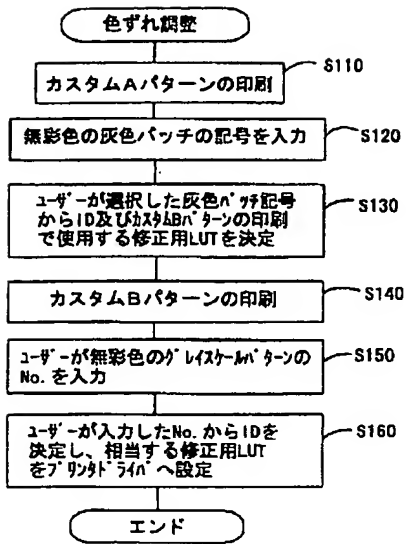 色ずれ調整
カスタムAパターンの印刷
S110
無彩色の灰色パッチの記号を入力
S120
ユーザーが選択した灰色パッチ記号
からID及びカスタムBパターンの印刷
で使用する修正用LUTを決定
S130
カスタムBパターンの印刷
S140
ユーザーが無彩色のグレイスケールパターンの
No.を入力
S150
ユーザーが入力したNo.からIDを
決定し、相当する修正用LUT
をプリンタドライバへ設定
S160
エンド